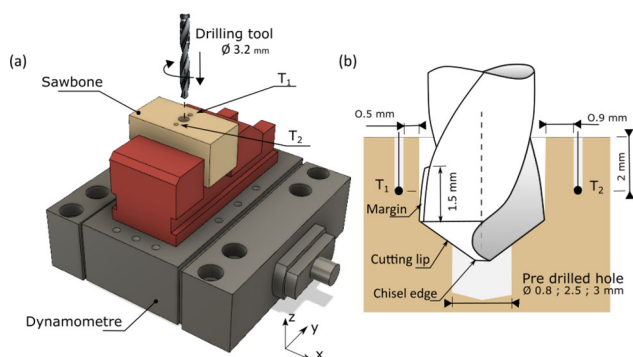 (a)
Drilling tool
Ø 3.2 mm
Sawbone
T1
T2
Dynamometre
z
y
x
(b)
0.5 mm
0.9 mm
2 mm
T1
T2
1.5 mm
Margin
Cutting lip
Chisel edge
Pre drilled hole
Ø 0.8 ; 2.5 ; 3 mm